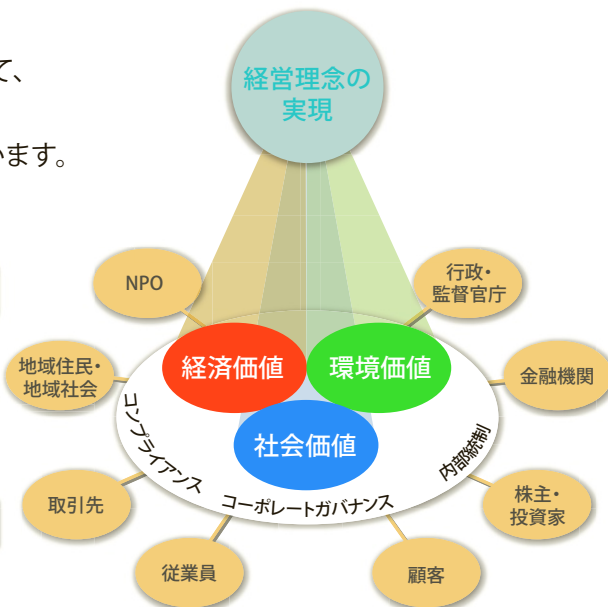 て、
います。
経営理念の
実現
NPO
行政・
監督官庁
地域住民・
地域社会
経済価値
環境価値
金融機関
社会価値
コンプライアンス
コーポレートガバナンス
内部統制
取引先
株主・
投資家
従業員
顧客